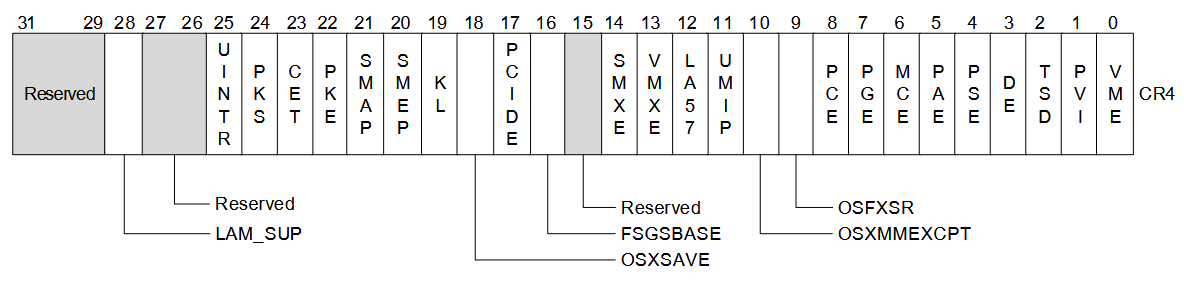 31 29 28 27 26 25 24 23 22 21 20 19 18 17 16 15 14 13 12 11 10 9 8 7 6 5 4 3 2 1 0
Reserved UINTR PKS CET PKE SMAP SMEP KL PCIDE SMXE VMXE LA57 UMIP PCE PGE MCE PAE PSE DE TSD PVI VME CR4
Reserved Reserved OSFXSR
LAM_SUP FSGSBASE OSXMMEXCPT
OSXSAVE